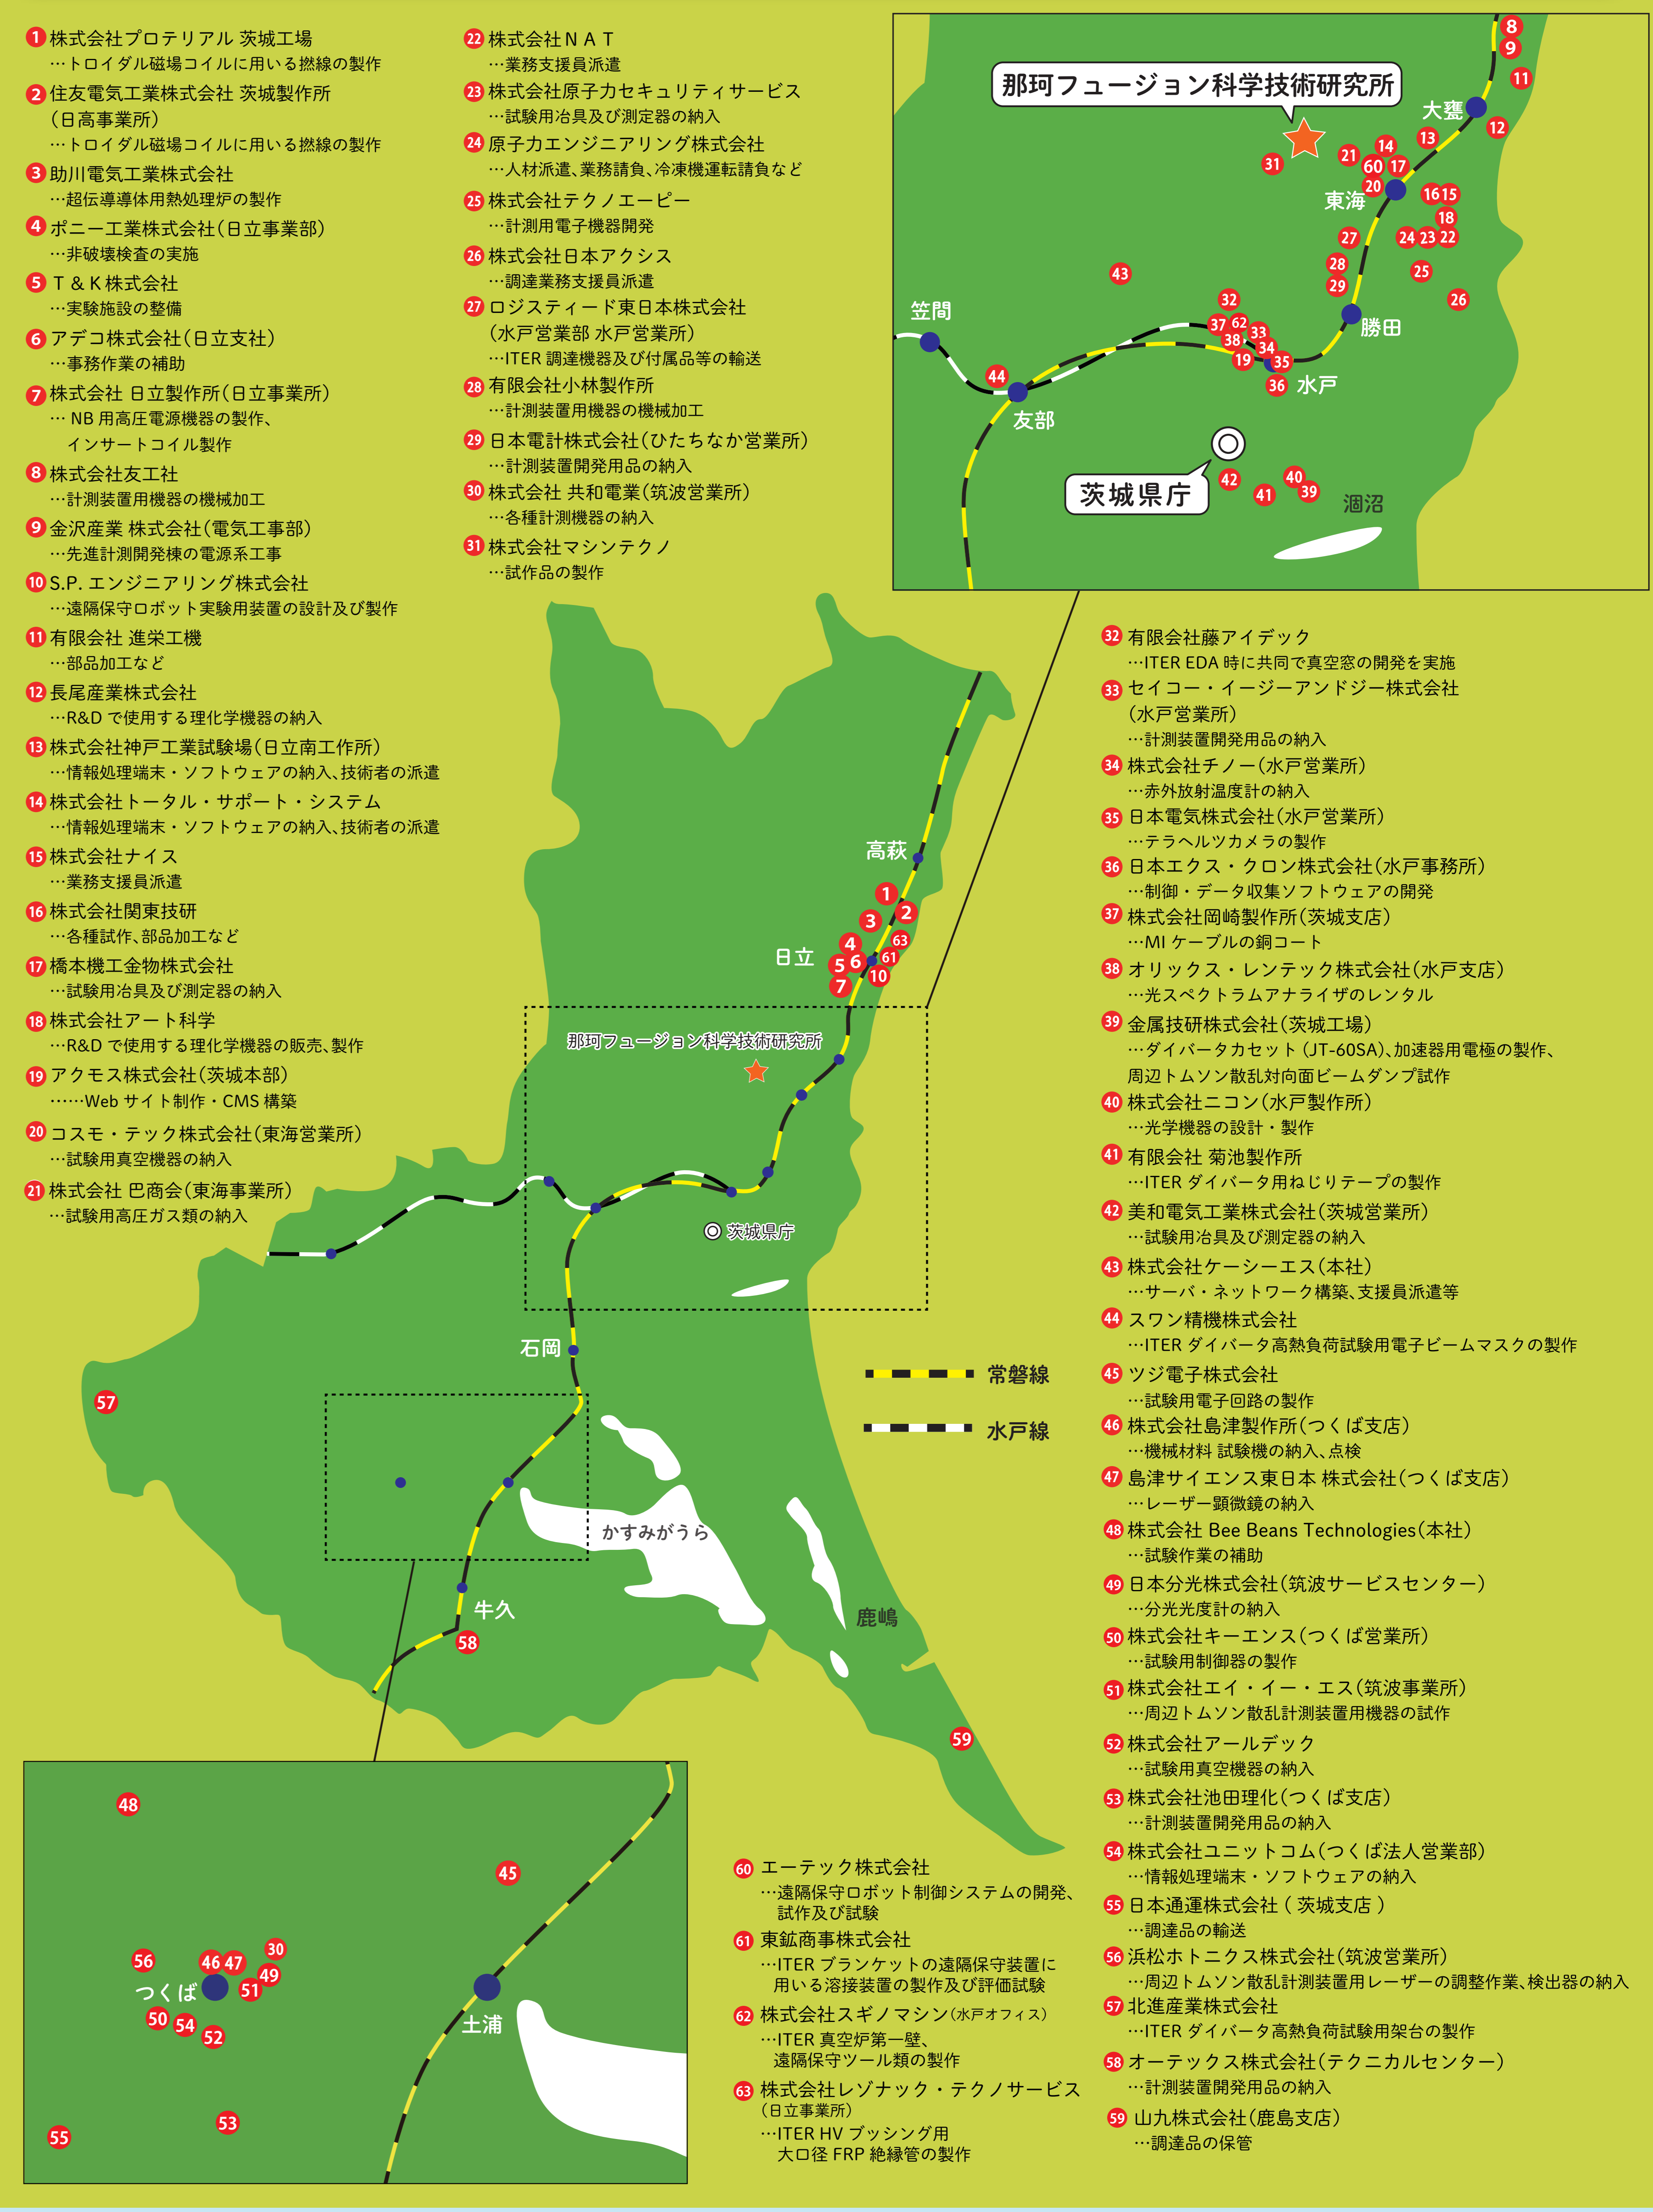 1 株式会社プロテリアル 茨城工場
…トロイダル磁場コイルに用いる撚線の製作
2 住友電気工業株式会社 茨城製作所
(日高事業所)
…トロイダル磁場コイルに用いる撚線の製作
3 助川電気工業株式会社
…超伝導導体用熱処理炉の製作
4 ポニー工業株式会社(日立事業部)
…非破壊検査の実施
5 T&K株式会社
…実験施設の整備
6 アデコ株式会社(日立支社)
…事務作業の補助
7 株式会社 日立製作所(日立事業所)
… NB 用高圧電源機器の製作、
インサートコイル製作
8 株式会社友工社
…計測装置用機器の機械加工
9 金沢産業 株式会社(電気工事部)
…先進計測開発棟の電源系工事
10 S.P. エンジニアリング株式会社
…遠隔保守ロボット実験用装置の設計及び製作
11 有限会社 進栄工機
…部品加工など
12 長尾産業株式会社
…R&D で使用する理化学機器の納入
13 株式会社神戸工業試験場(日立南工作所)
…情報処理端末・ソフトウェアの納入、技術者の派遣
14 株式会社トータル・サポート・システム
…情報処理端末・ソフトウェアの納入、技術者の派遣
15 株式会社ナイス
…業務支援員派遣
16 株式会社関東技研
…各種試作、部品加工など
17 橋本機工金物株式会社
…試験用冶具及び測定器の納入
18 株式会社アート科学
…R&D で使用する理化学機器の販売、製作
19 アクモス株式会社(茨城本部)
……Web サイト制作・CMS 構築
20 コスモ・テック株式会社(東海営業所)
…試験用真空機器の納入
21 株式会社 巴商会(東海事業所)
…試験用高圧ガス類の納入
22 株式会社NAT
…業務支援員派遣
23 株式会社原子力セキュリティサービス
…試験用冶具及び測定器の納入
24 原子力エンジニアリング株式会社
…人材派遣、業務請負、冷凍機運転請負など
25 株式会社テクノエーピー
…計測用電子機器開発
26 株式会社日本アクシス
…調達業務支援員派遣
27 ロジスティード東日本株式会社
(水戸営業部 水戸営業所)
…ITER 調達機器及び付属品等の輸送
28 有限会社小林製作所
…計測装置用機器の機械加工
29 日本電計株式会社(ひたちなか営業所)
…計測装置開発用品の納入
30 株式会社 共和電業(筑波営業所)
…各種計測機器の納入
31 株式会社マシンテクノ
…試作品の製作
那珂フュージョン科学技術研究所
8
9
11
大甕
12
13
14
21
31
60
17
20
東海
16
15
18
24
23
22
27
28
25
29
26
43
32
笠間
37
62
33
38
34
勝田
19
35
36
水戸
44
友部
茨城県庁
42
40
41
39
涸沼
32 有限会社藤アイデック
…ITER EDA 時に共同で真空窓の開発を実施
33 セイコー・イージーアンドジー株式会社
(水戸営業所)
…計測装置開発用品の納入
34 株式会社チノー(水戸営業所)
…赤外放射温度計の納入
35 日本電気株式会社(水戸営業所)
…テラヘルツカメラの製作
36 日本エクス・クロン株式会社(水戸事務所)
…制御・データ収集ソフトウェアの開発
37 株式会社岡崎製作所(茨城支店)
…MI ケーブルの銅コート
38 オリックス・レンテック株式会社(水戸支店)
…光スペクトラムアナライザのレンタル
39 金属技研株式会社(茨城工場)
…ダイバータカセット (JT-60SA)、加速器用電極の製作、
周辺トムソン散乱対向面ビームダンプ試作
40 株式会社ニコン(水戸製作所)
…光学機器の設計・製作
41 有限会社 菊池製作所
…ITER ダイバータ用ねじりテープの製作
42 美和電気工業株式会社(茨城営業所)
…試験用冶具及び測定器の納入
43 株式会社ケーシーエス(本社)
…サーバ・ネットワーク構築、支援員派遣等
44 スワン精機株式会社
…ITER ダイバータ高熱負荷試験用電子ビームマスクの製作
45 ツジ電子株式会社
…試験用電子回路の製作
46 株式会社島津製作所(つくば支店)
…機械材料 試験機の納入、点検
47 島津サイエンス東日本 株式会社(つくば支店)
…レーザー顕微鏡の納入
48 株式会社 Bee Beans Technologies(本社)
…試験作業の補助
49 日本分光株式会社(筑波サービスセンター)
…分光光度計の納入
50 株式会社キーエンス(つくば営業所)
…試験用制御器の製作
51 株式会社エイ・イー・エス(筑波事業所)
…周辺トムソン散乱計測装置用機器の試作
52 株式会社アールデック
…試験用真空機器の納入
53 株式会社池田理化(つくば支店)
…計測装置開発用品の納入
54 株式会社ユニットコム(つくば法人営業部)
…情報処理端末・ソフトウェアの納入
55 日本通運株式会社 ( 茨城支店 )
…調達品の輸送
56 浜松ホトニクス株式会社(筑波営業所)
…周辺トムソン散乱計測装置用レーザーの調整作業、検出器の納入
57 北進産業株式会社
…ITER ダイバータ高熱負荷試験用架台の製作
58 オーテックス株式会社(テクニカルセンター)
…計測装置開発用品の納入
59 山九株式会社(鹿島支店)
…調達品の保管
高萩
1
2
3
63
4
日立
5
6
61
10
7
那珂フュージョン科学技術研究所
茨城県庁
石岡
常磐線
水戸線
57
かすみがうら
牛久
58
鹿嶋
59
48
45
56
46
47
30
49
つくば
51
50
54
52
土浦
53
55
60 エーテック株式会社
…遠隔保守ロボット制御システムの開発、
試作及び試験
61 東鉱商事株式会社
…ITER ブランケットの遠隔保守装置に
用いる溶接装置の製作及び評価試験
62 株式会社スギノマシン(水戸オフィス)
…ITER 真空炉第一壁、
遠隔保守ツール類の製作
63 株式会社レゾナック・テクノサービス
(日立事業所)
…ITER HV ブッシング用
大口径 FRP 絶縁管の製作